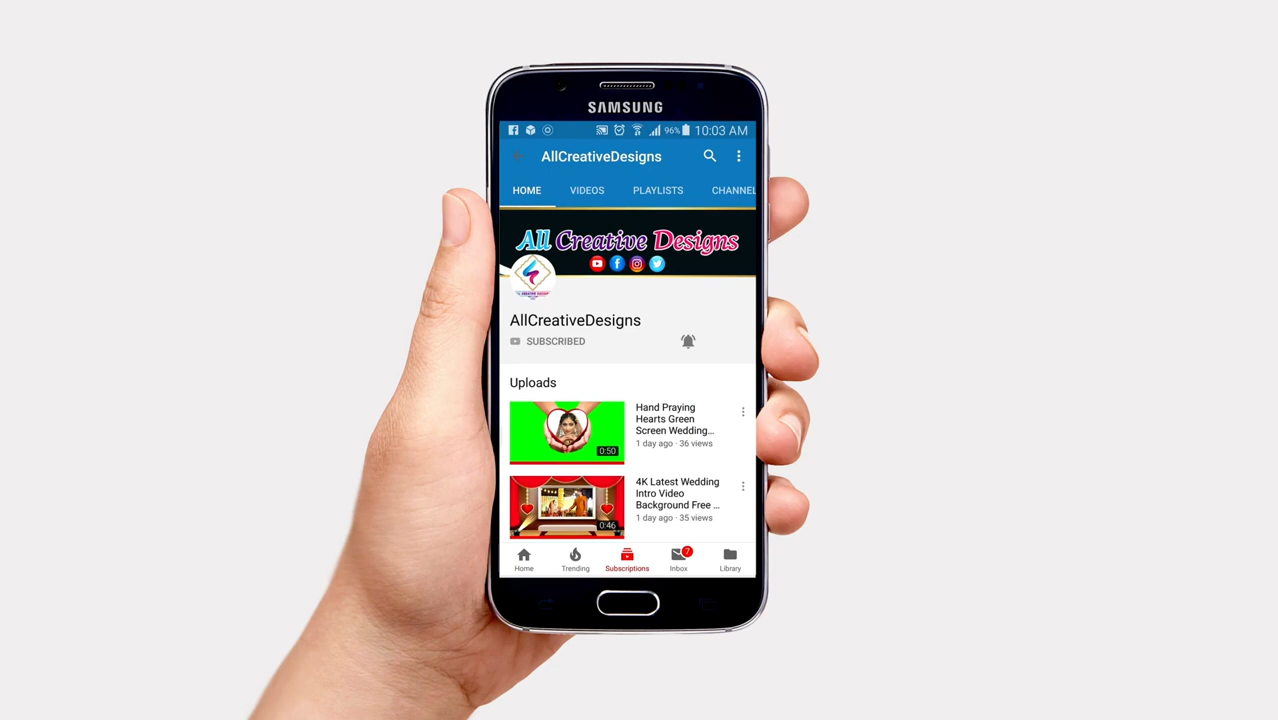 SAMSUNG
96% 10:03 AM
AllCreativeDesigns
HOME VIDEOS PLAYLISTS CHANNEL
All Creative Designs
AllCreativeDesigns
SUBSCRIBED
Uploads
Hand Praying
Hearts Green
Screen Wedding...
1 day ago · 36 views
0:50
4K Latest Wedding
Intro Video
Background Free ...
1 day ago · 35 views
0:46
7
Home Trending Subscriptions Inbox Library